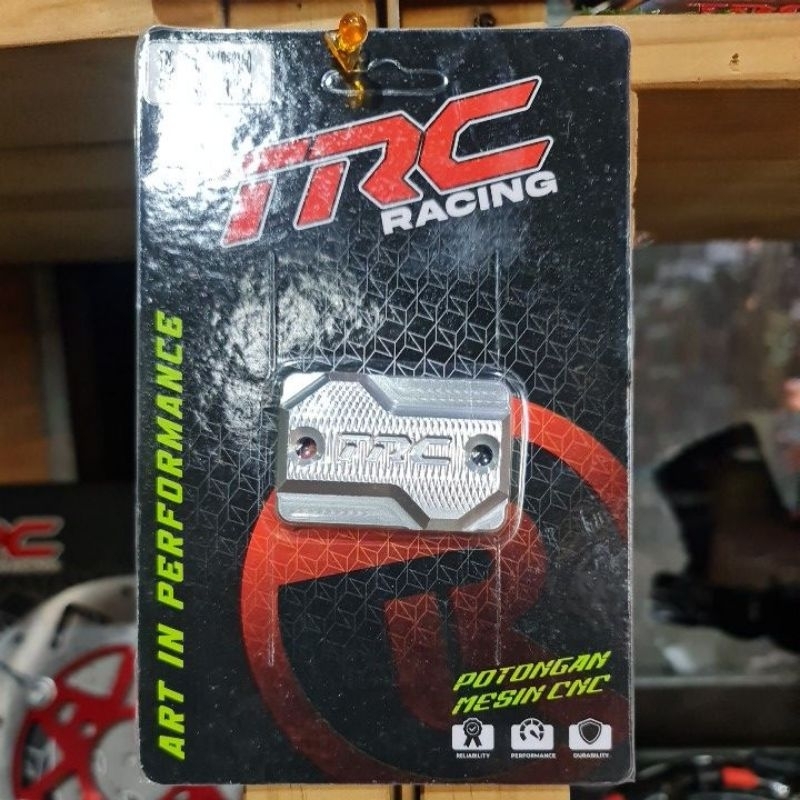 TRC
RACING
TRC
ART IN PERFORMANCE
POTONGAN
MESIN CNC
RELIABILITY
PERFORMANCE
DURABILITY